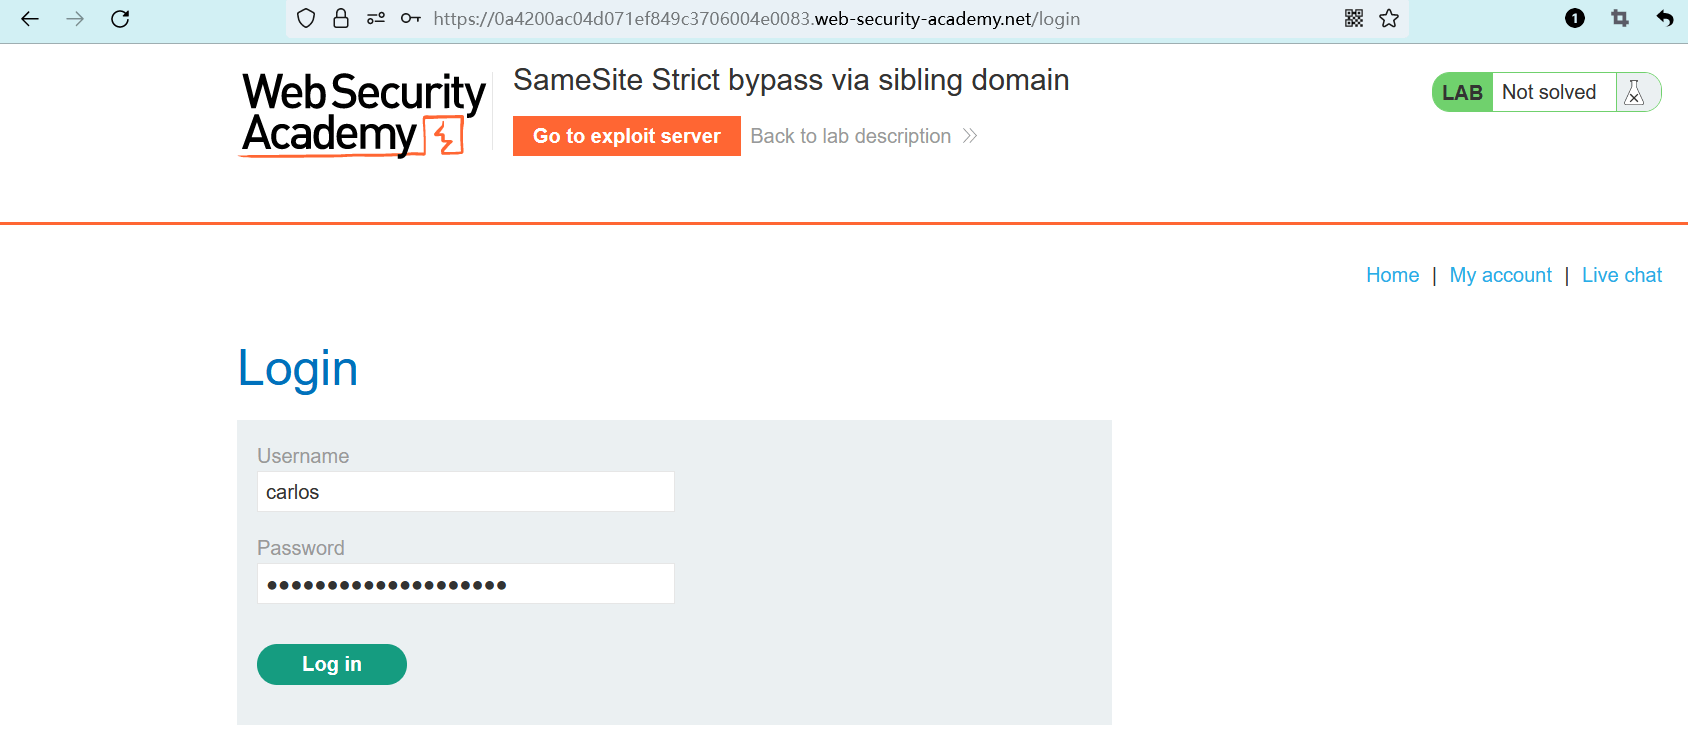 https://0a4200ac04d071ef849c3706004e0083.web-security-academy.net/login
1
Web Security
Academy
SameSite Strict bypass via sibling domain
Go to exploit server
Back to lab description
LAB
Not solved
Home | My account | Live chat
Login
Username
carlos
Password
●●●●●●●●●●●●●●●●●●●●
Log in